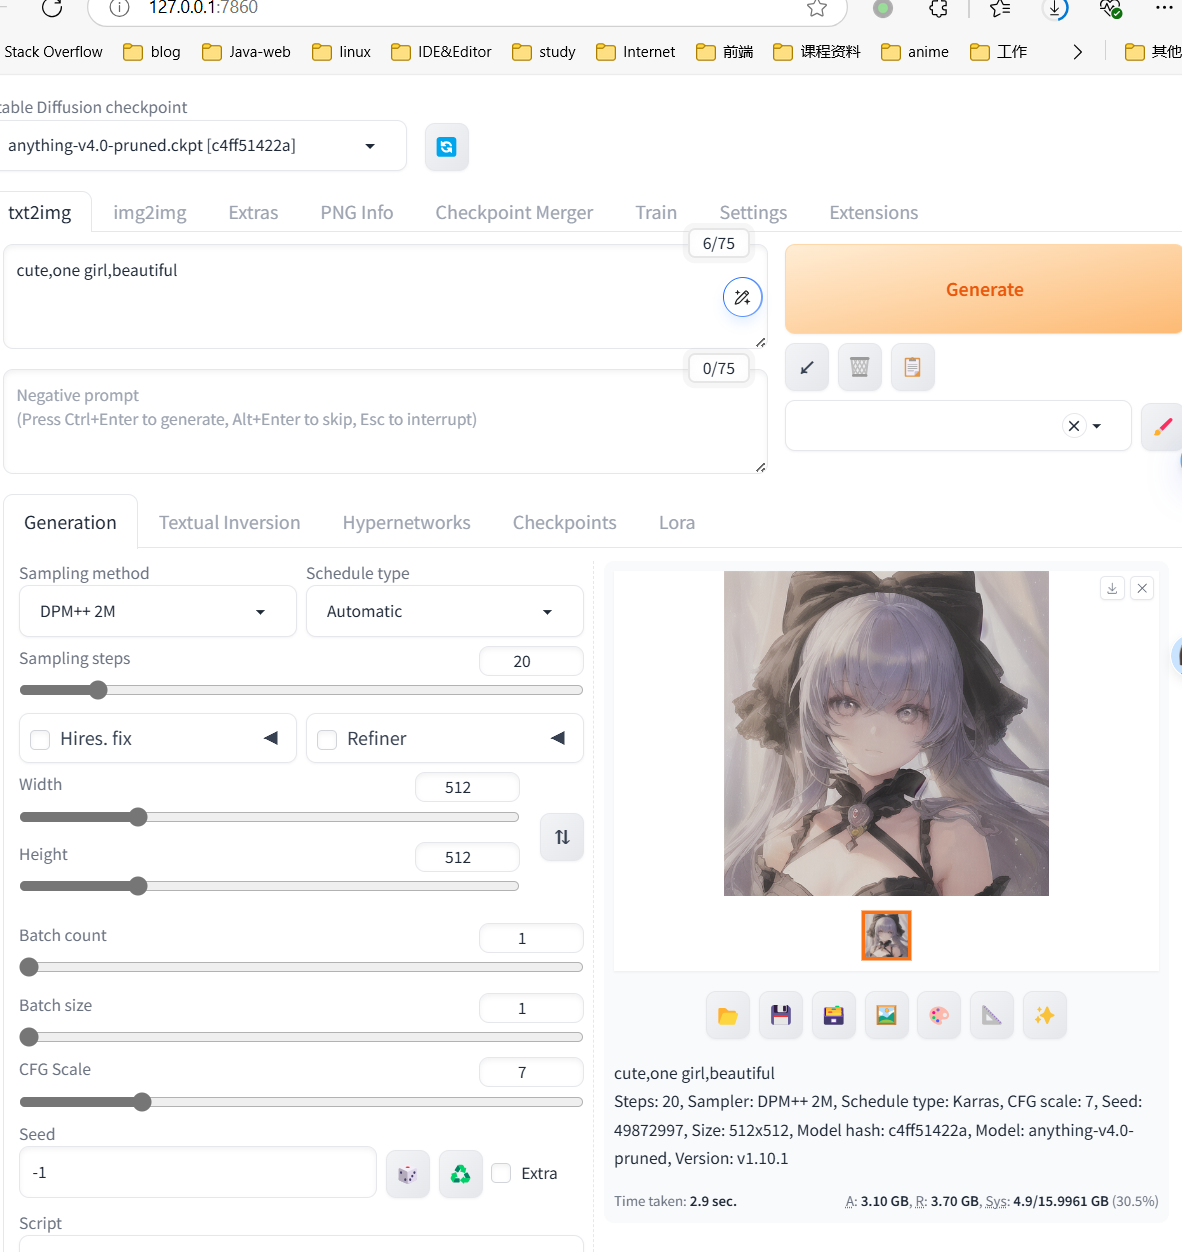 127.0.0.1:7860
Stack Overflow blog Java-web linux IDE&Editor study Internet 前端 课程资料 anime 工作 其他
table Diffusion checkpoint
anything-v4.0-pruned.ckpt [c4ff51422a]
txt2img img2img Extras PNG Info Checkpoint Merger Train Settings Extensions
6/75
cute,one girl,beautiful
Generate
0/75
Negative prompt
(Press Ctrl+Enter to generate, Alt+Enter to skip, Esc to interrupt)
Generation Textual Inversion Hypernetworks Checkpoints Lora
Sampling method Schedule type
DPM++ 2M Automatic
Sampling steps 20
Hires. fix Refiner
Width 512
Height 512
Batch count 1
Batch size 1
CFG Scale 7
Seed
-1 Extra
Script
cute,one girl,beautiful
Steps: 20, Sampler: DPM++ 2M, Schedule type: Karras, CFG scale: 7, Seed:
49872997, Size: 512x512, Model hash: c4ff51422a, Model: anything-v4.0-
pruned, Version: v1.10.1
Time taken: 2.9 sec. A: 3.10 GB, R: 3.70 GB, Sys: 4.9/15.9961 GB (30.5%)